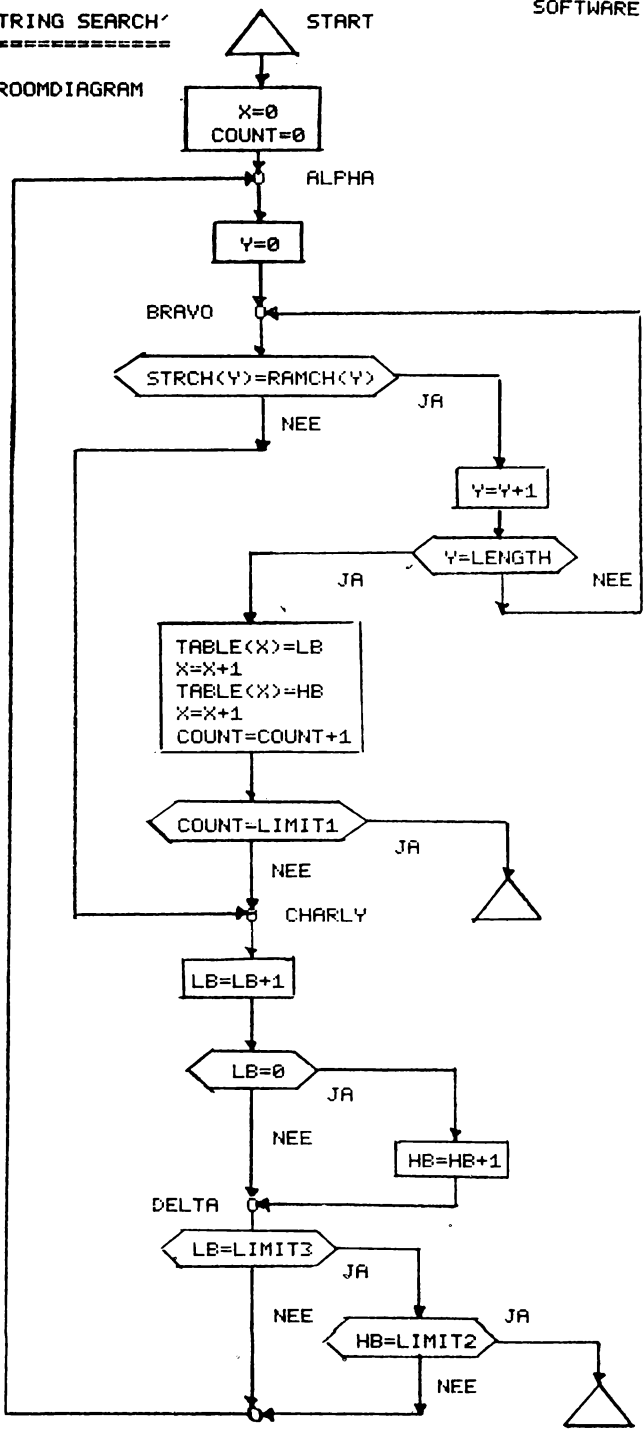 TRING SEARCH'
==============
ROOMDIAGRAM
START
SOFTWARE
X=0
COUNT=0
ALPHA
Y=0
BRAVO
STRCH(Y)=RAMCH(Y)
JA
NEE
Y=Y+1
Y=LENGTH
JA
NEE
TABLE(X)=LB
X=X+1
TABLE(X)=HB
X=X+1
COUNT=COUNT+1
COUNT=LIMIT1
JA
NEE
CHARLY
LB=LB+1
LB=0
JA
NEE
HB=HB+1
DELTA
LB=LIMIT3
JA
NEE
HB=LIMIT2
JA
NEE